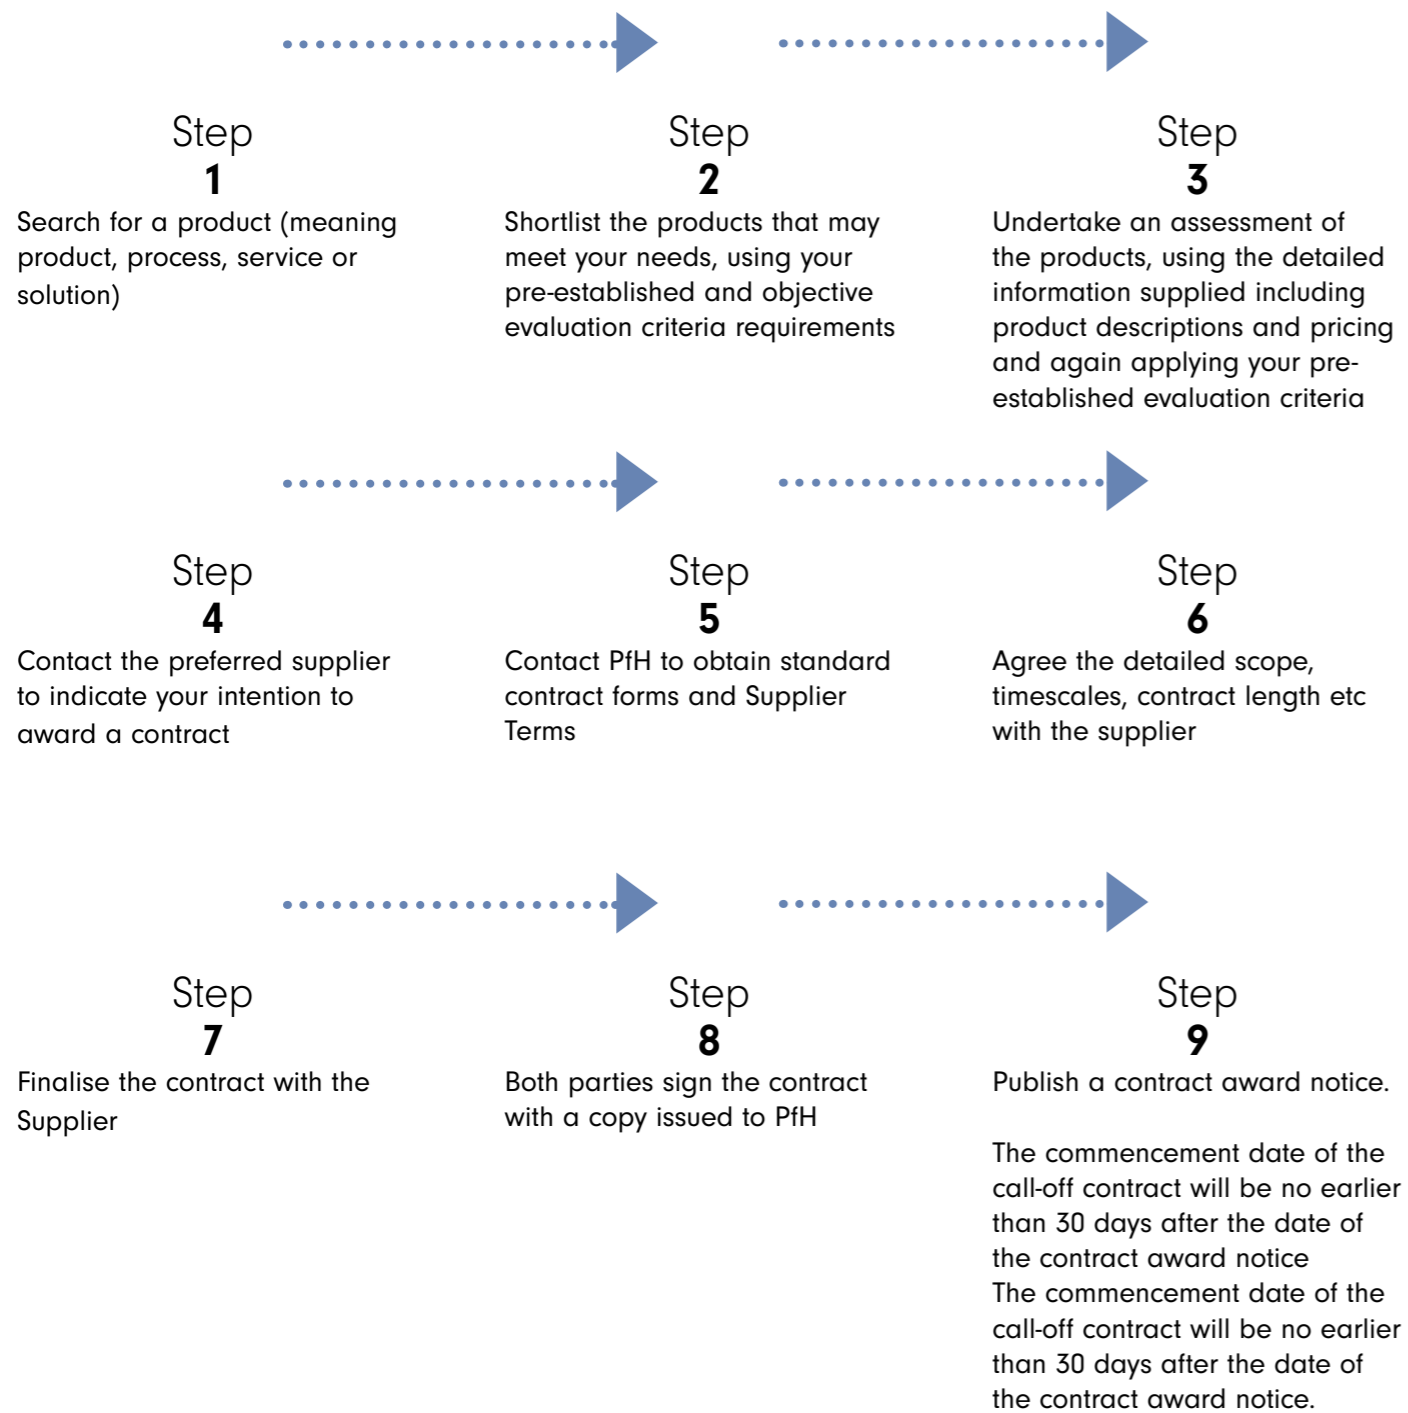 Step
1
Search for a product (meaning
product, process, service or
solution)
Step
2
Shortlist the products that may
meet your needs, using your
pre-established and objective
evaluation criteria requirements
Step
3
Undertake an assessment of
the products, using the detailed
information supplied including
product descriptions and pricing
and again applying your pre-
established evaluation criteria
Step
4
Contact the preferred supplier
to indicate your intention to
award a contract
Step
5
Contact PfH to obtain standard
contract forms and Supplier
Terms
Step
6
Agree the detailed scope,
timescales, contract length etc
with the supplier
Step
7
Finalise the contract with the
Supplier
Step
8
Both parties sign the contract
with a copy issued to PfH
Step
9
Publish a contract award notice.
The commencement date of the
call-off contract will be no earlier
than 30 days after the date of
the contract award notice
The commencement date of the
call-off contract will be no earlier
than 30 days after the date of
the contract award notice.